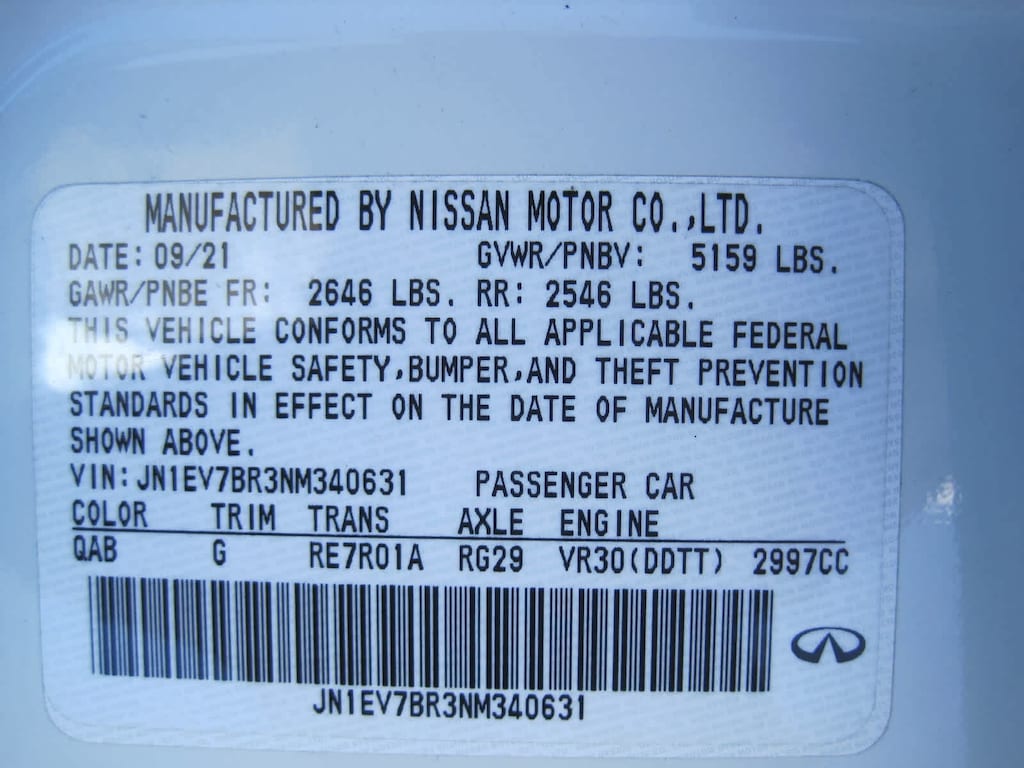 MANUFACTURED BY NISSAN MOTOR CO.,LTD.
DATE: 09/21 GVWR/PNBV: 5159 LBS.
GAWR/PNBE FR: 2646 LBS. RR: 2546 LBS.
THIS VEHICLE CONFORMS TO ALL APPLICABLE FEDERAL
MOTOR VEHICLE SAFETY,BUMPER,AND THEFT PREVENTION
STANDARDS IN EFFECT ON THE DATE OF MANUFACTURE
SHOWN ABOVE.
VIN: JN1EV7BR3NM340631 PASSENGER CAR
COLOR TRIM TRANS AXLE ENGINE
QAB G RE7R01A RG29 VR30(DDTT) 2997CC
JN1EV7BR3NM340631